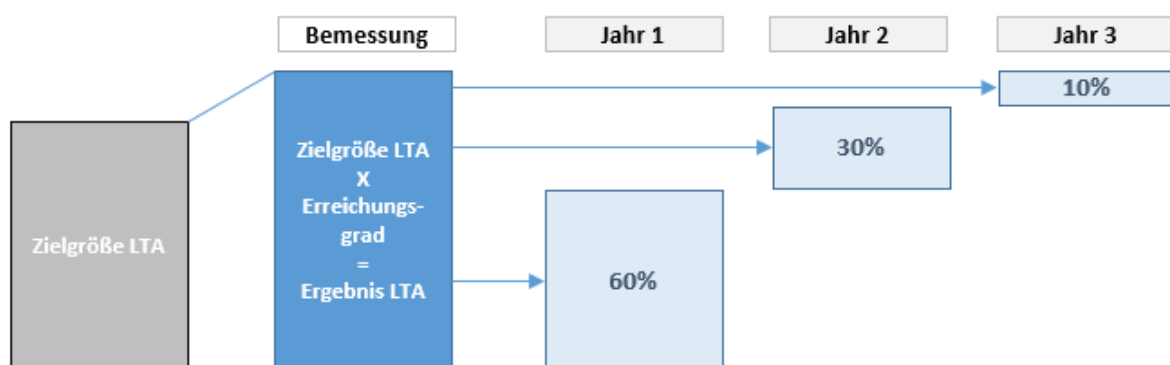 Bemessung
Jahr 1
Jahr 2
Jahr 3
Zielgröße LTA
Zielgröße LTA
X
Erreichungs-
grad
=
Ergebnis LTA
60%
30%
10%